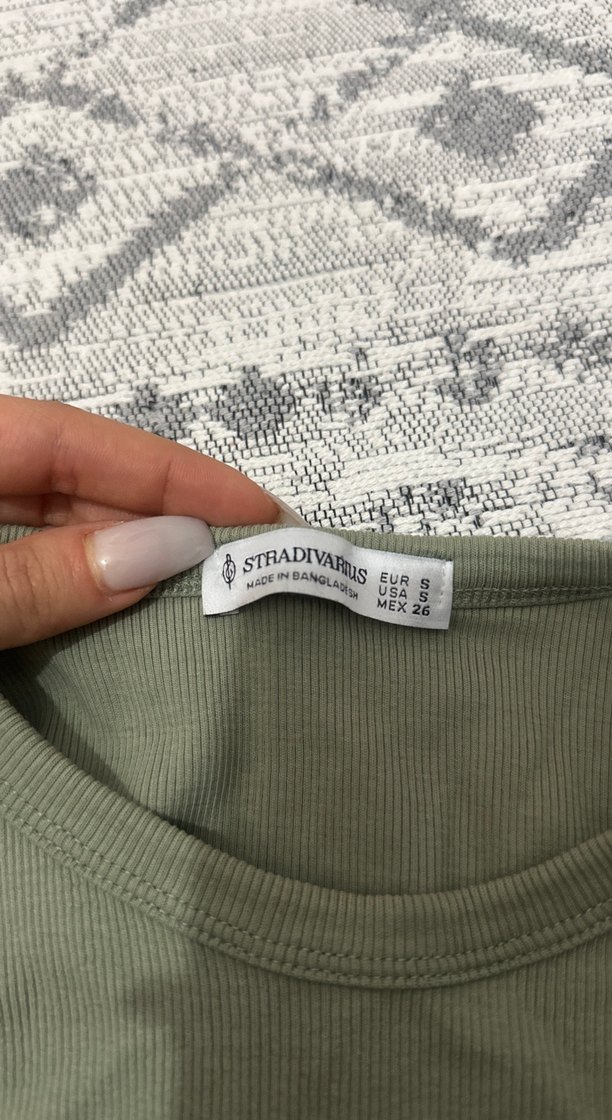 STRADIVARIUS
MADE IN BANGLADESH
EUR S
USA S
MEX 26